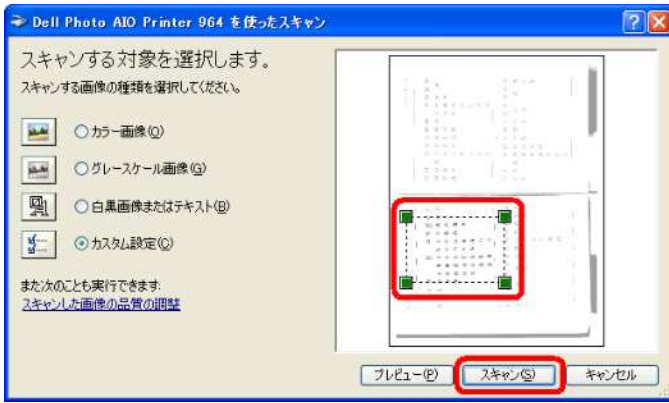 Dell Photo AIO Printer 964 を使ったスキャン
スキャンする対象を選択します。
スキャンする画像の種類を選択してください。
カラー画像(O)
グレースケール画像(G)
白黒画像またはテキスト(B)
カスタム設定(C)
また次のことも実行できます:
スキャンした画像の品質の調整
プレビュー(P)
スキャン(S)
キャンセル